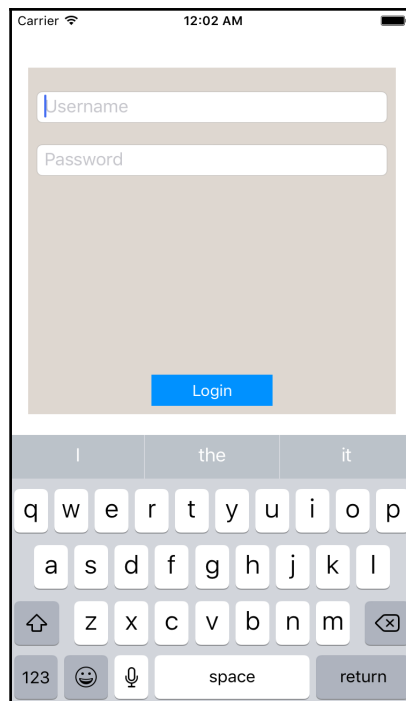 Carrier 12:02 AM
Username
Password
Login
I the it
q w e r t y u i o p
a s d f g h j k l
z x c v b n m
123 space return